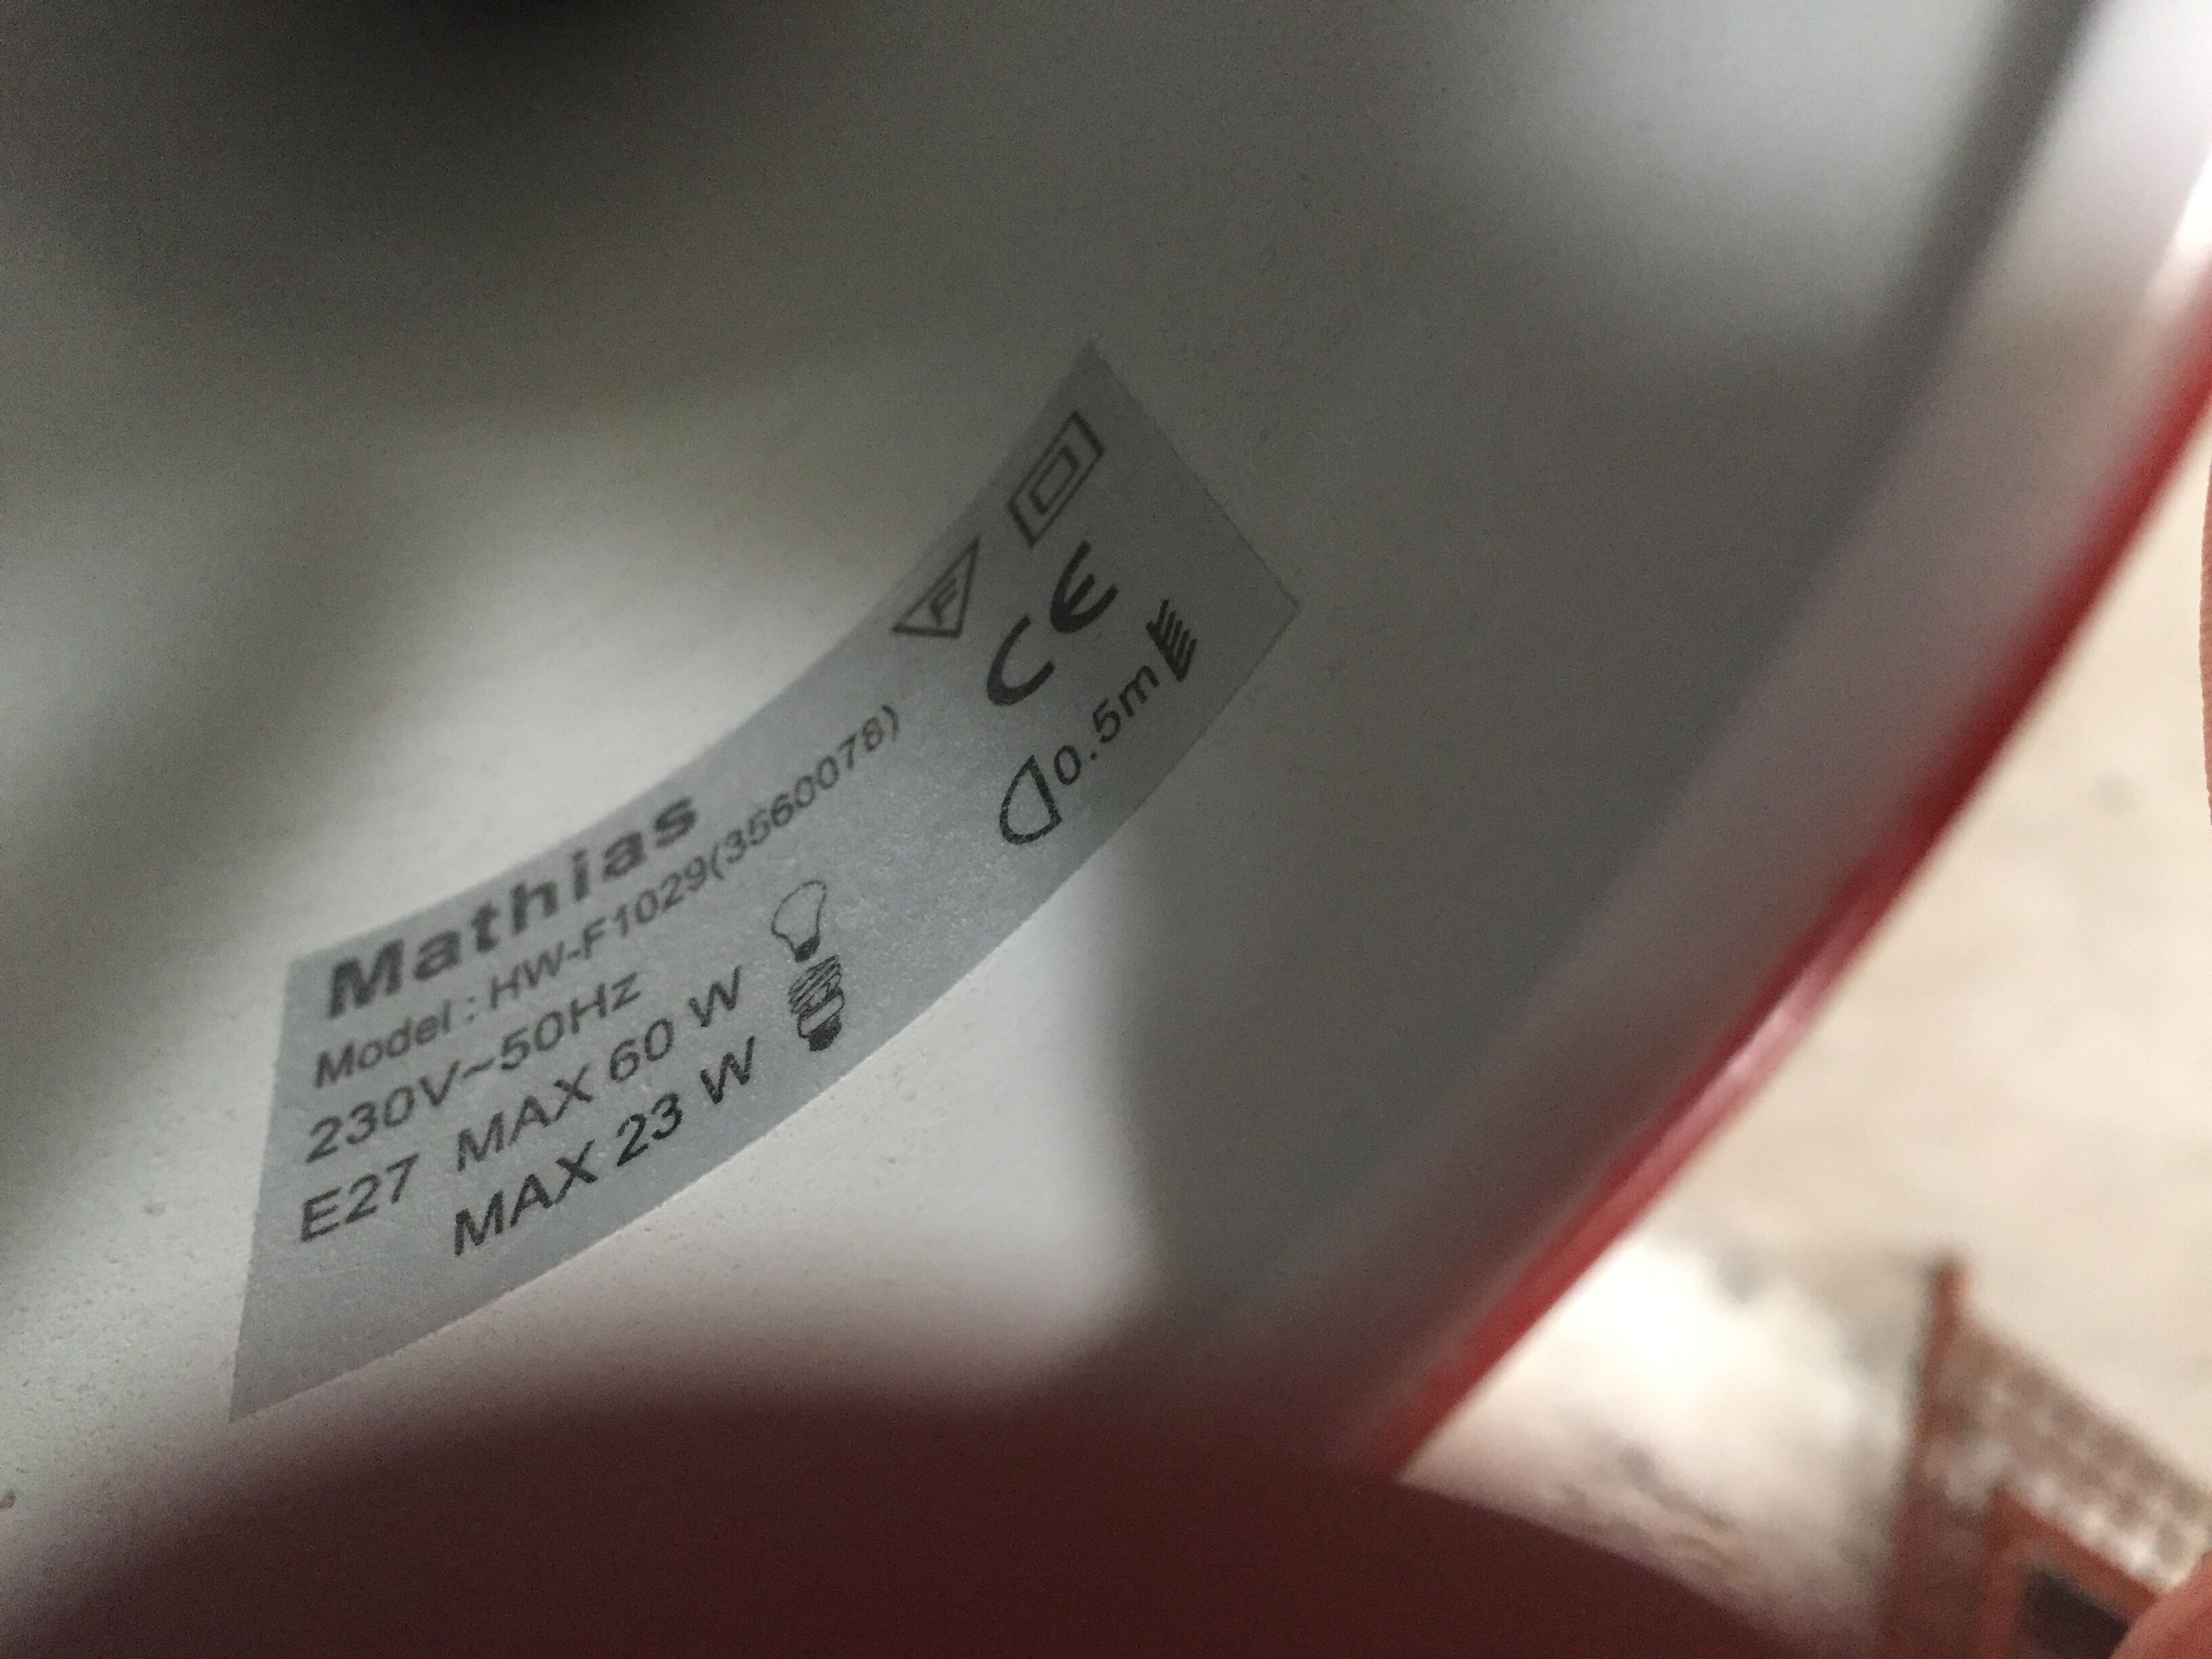 Mathias
Model : HW-F1029(3560078)
230V~50Hz
E27 MAX 60 W
MAX 23 W
F
CE
0.5m